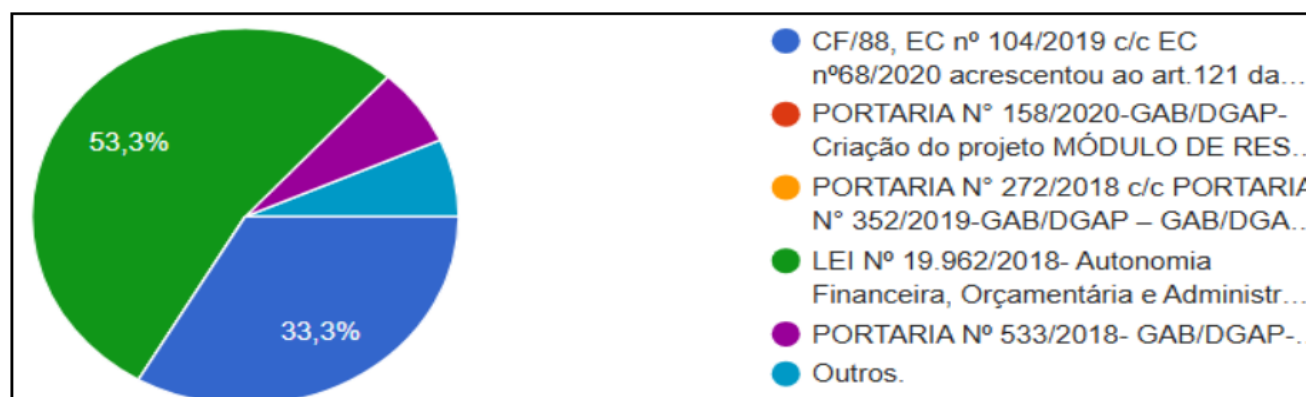 53,3%
33,3%
CF/88, EC nº 104/2019 c/c EC
nº68/2020 acrescentou ao art.121 da…
PORTARIA N° 158/2020-GAB/DGAP-
Criação do projeto MÓDULO DE RES…
PORTARIA N° 272/2018 c/c PORTARIA
N° 352/2019-GAB/DGAP – GAB/DGA…
LEI Nº 19.962/2018- Autonomia
Financeira, Orçamentária e Administr…
PORTARIA Nº 533/2018- GAB/DGAP-…
Outros.